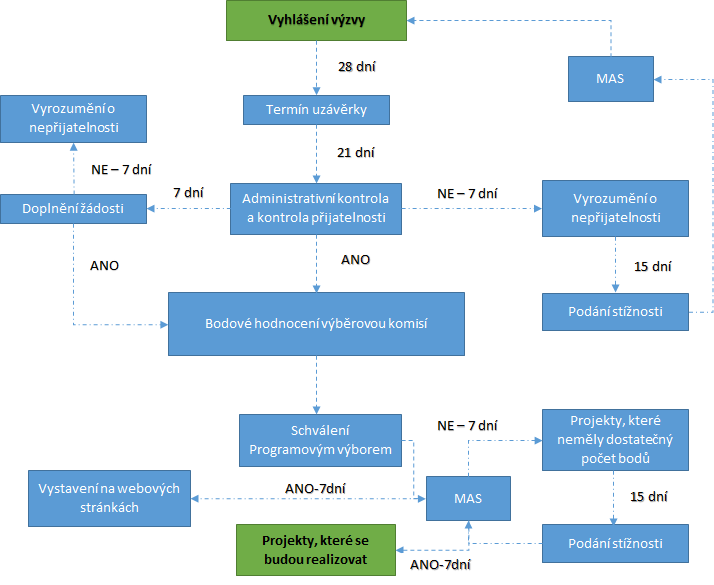 Vyhlášení výzvy
28 dní
MAS
Termín uzávěrky
Vyrozumění o
nepřijatelnosti
21 dní
NE – 7 dní
7 dní
Doplnění žádosti
Administrativní kontrola
a kontrola přijatelnosti
NE – 7 dní
Vyrozumění o
nepřijatelnosti
ANO
ANO
15 dní
Podání stížnosti
Bodové hodnocení výběrovou komisí
Schválení
Programovým výborem
NE – 7 dní
Projekty, které
neměly dostatečný
počet bodů
Vystavení na webových
stránkách
ANO-7dní
MAS
15 dní
Projekty, které se
budou realizovat
ANO-7dní
Podání stížnosti